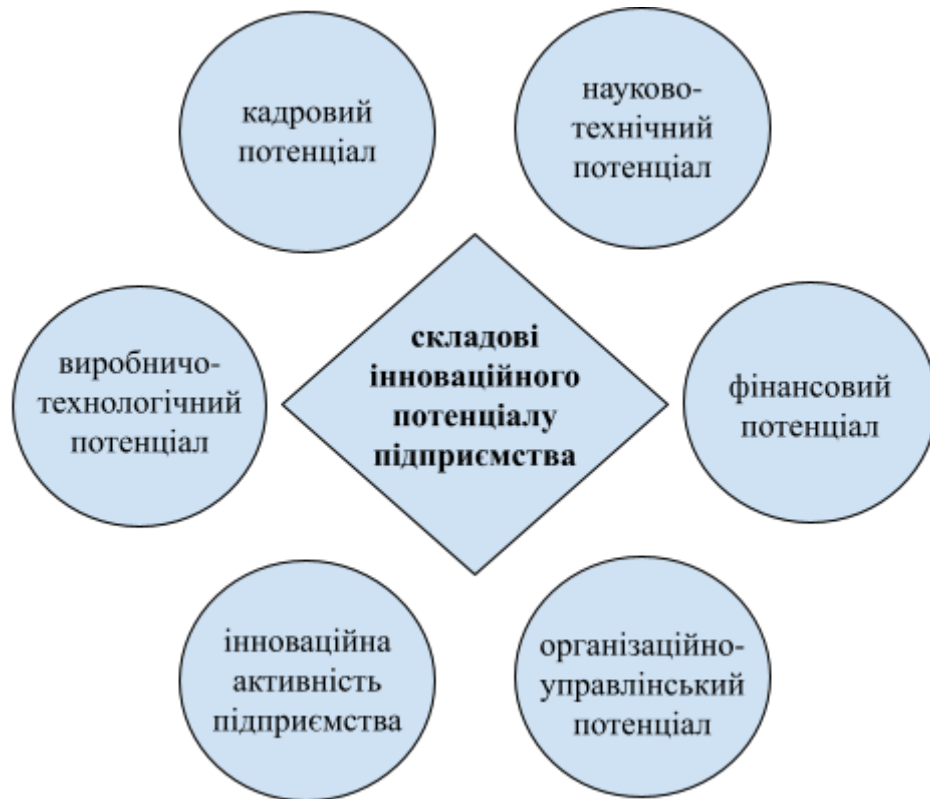 кадровий
потенціал
науково-
технічний
потенціал
виробничо-
технологічний
потенціал
складові
інноваційного
потенціалу
підприємства
фінансовий
потенціал
інноваційна
активність
підприємства
організаційно-
управлінський
потенціал